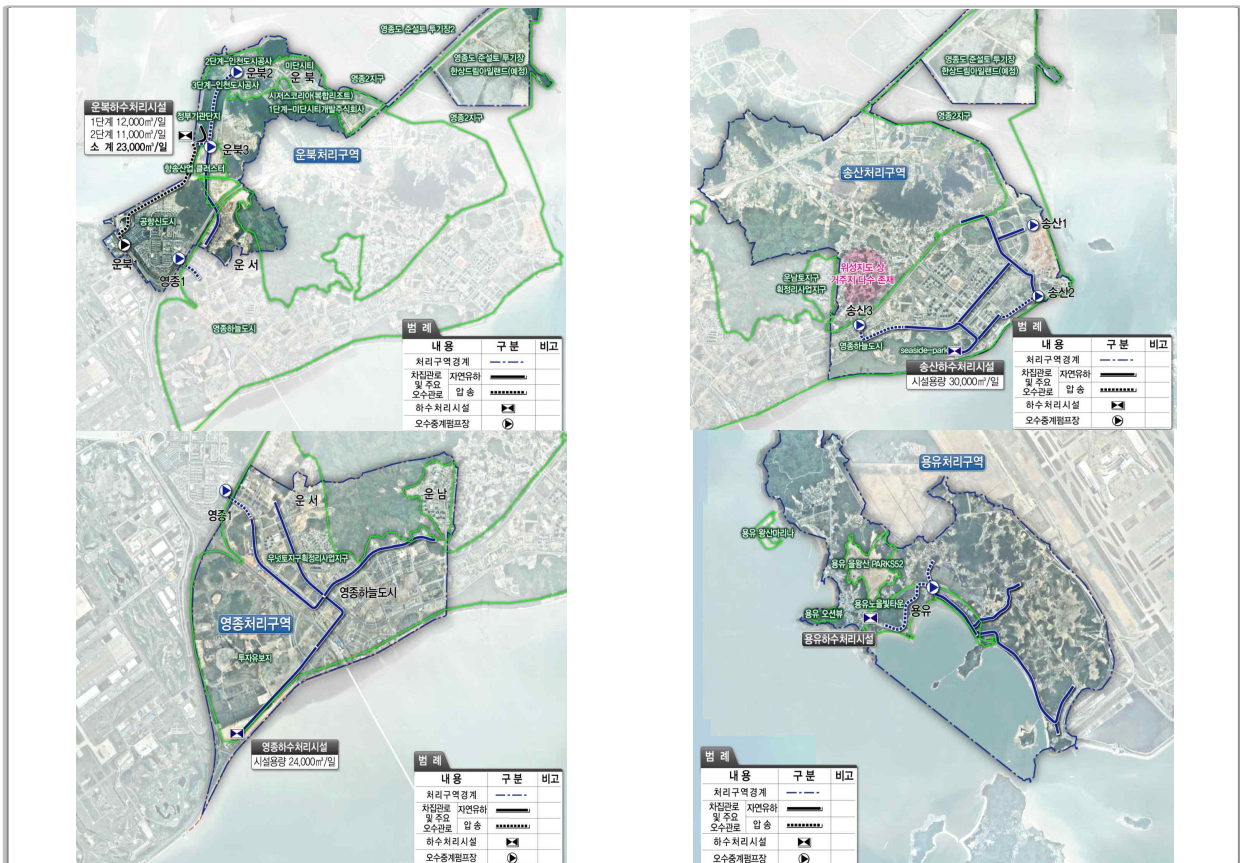 영종도 준설토 투기장2
2단계-인천도시공사
운북2
미단시티
운 북
영종2지구
3단계-인천도시공사
시저스코리아(복합리조트)
1단계-미단시티개발주식회사
영종도 준설토 투기장
한상드림아일랜드(예정)
영종2지구
운북하수처리시설
1단계 12,000㎥/일
2단계 11,000㎥/일
소 계 23,000㎥/일
정부기관단지
운북3
운북처리구역
항공산업 클러스터
공항신도시
운북1
영종1
운 서
영종하늘도시
범 례
내 용 구 분 비고
처리구역경계
차집관로 및 주요 오수관로
자연유하
압 송
하수처리시설
오수중계펌프장
영종도 준설토 투기장
한상드림아일랜드(예정)
영종2지구
송산처리구역
송산1
위성지도 상
거주지 다수 존재
운남토지구
획정리사업지구
송산2
송산3
영종하늘도시
seaside-park
송산하수처리시설
시설용량 30,000㎥/일
범 례
내 용 구 분 비고
처리구역경계
차집관로 및 주요 오수관로
자연유하
압 송
하수처리시설
오수중계펌프장
영종1
운 서
운 남
운서토지구획정리사업지구
영종하늘도시
영종처리구역
투자유보지
영종하수처리시설
시설용량 24,000㎥/일
범 례
내 용 구 분 비고
처리구역경계
차집관로 및 주요 오수관로
자연유하
압 송
하수처리시설
오수중계펌프장
용유처리구역
용유 왕산마리나
용유 을왕산 PARK52
용유 오션뷰
용유노을빛타운
용유
용유하수처리시설
범 례
내 용 구 분 비고
처리구역경계
차집관로 및 주요 오수관로
자연유하
압 송
하수처리시설
오수중계펌프장